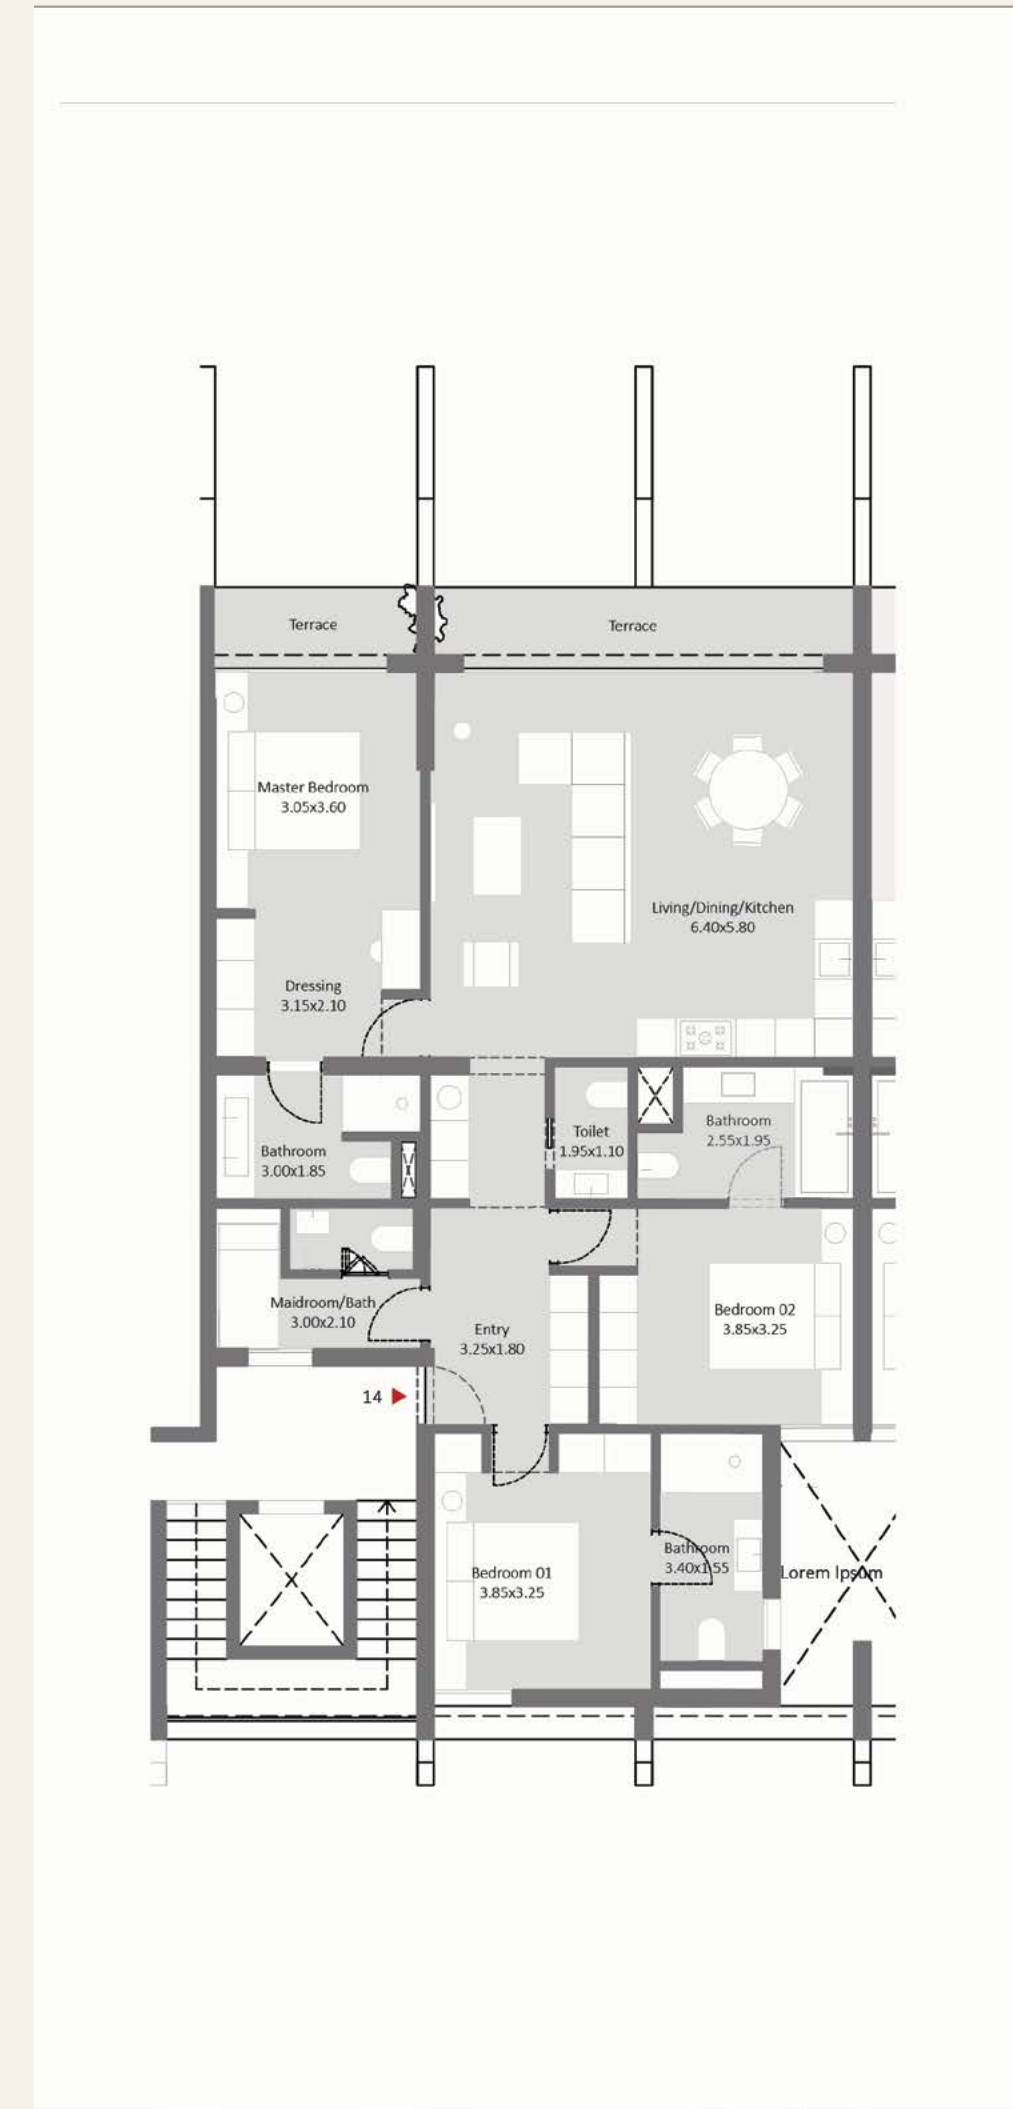 Terrace
Terrace
Master Bedroom
3.05x3.60
Living/Dining/Kitchen
6.40x5.80
Dressing
3.15x2.10
Bathroom
3.00x1.85
Toilet
1.95x1.10
Bathroom
2.55x1.95
Maidroom/Bath
3.00x2.10
Entry
3.25x1.80
Bedroom 02
3.85x3.25
14
Bedroom 01
3.85x3.25
Bathroom
3.40x1.55
Lorem Ipsum